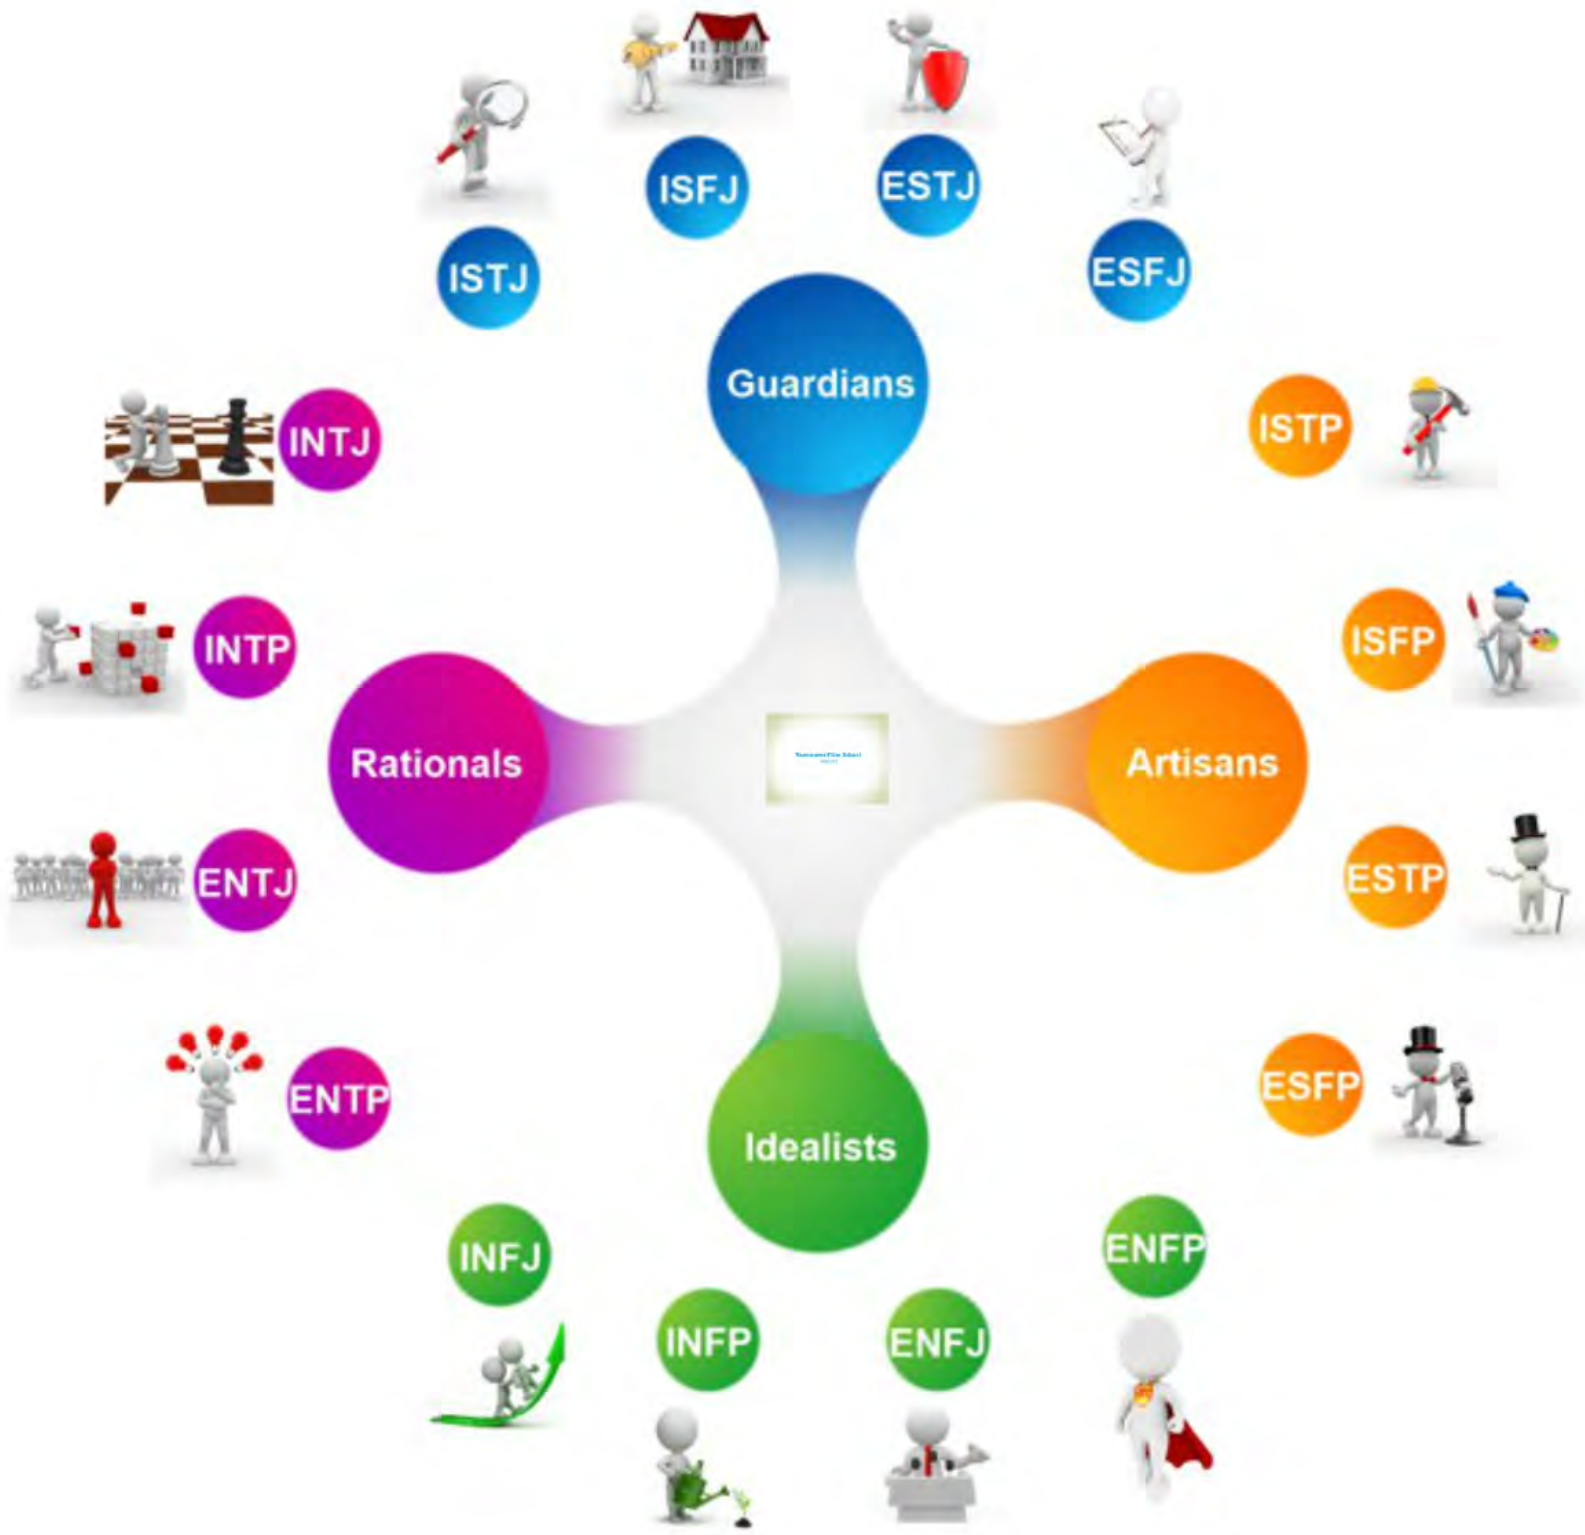 ISFJ
ESTJ
ISTJ
ESFJ
Guardians
INTJ
ISTP
INTP
ISFP
Rationals
Artisans
ENTJ
ESTP
ENTP
ESFP
Idealists
INFJ
ENFP
INFP
ENFJ